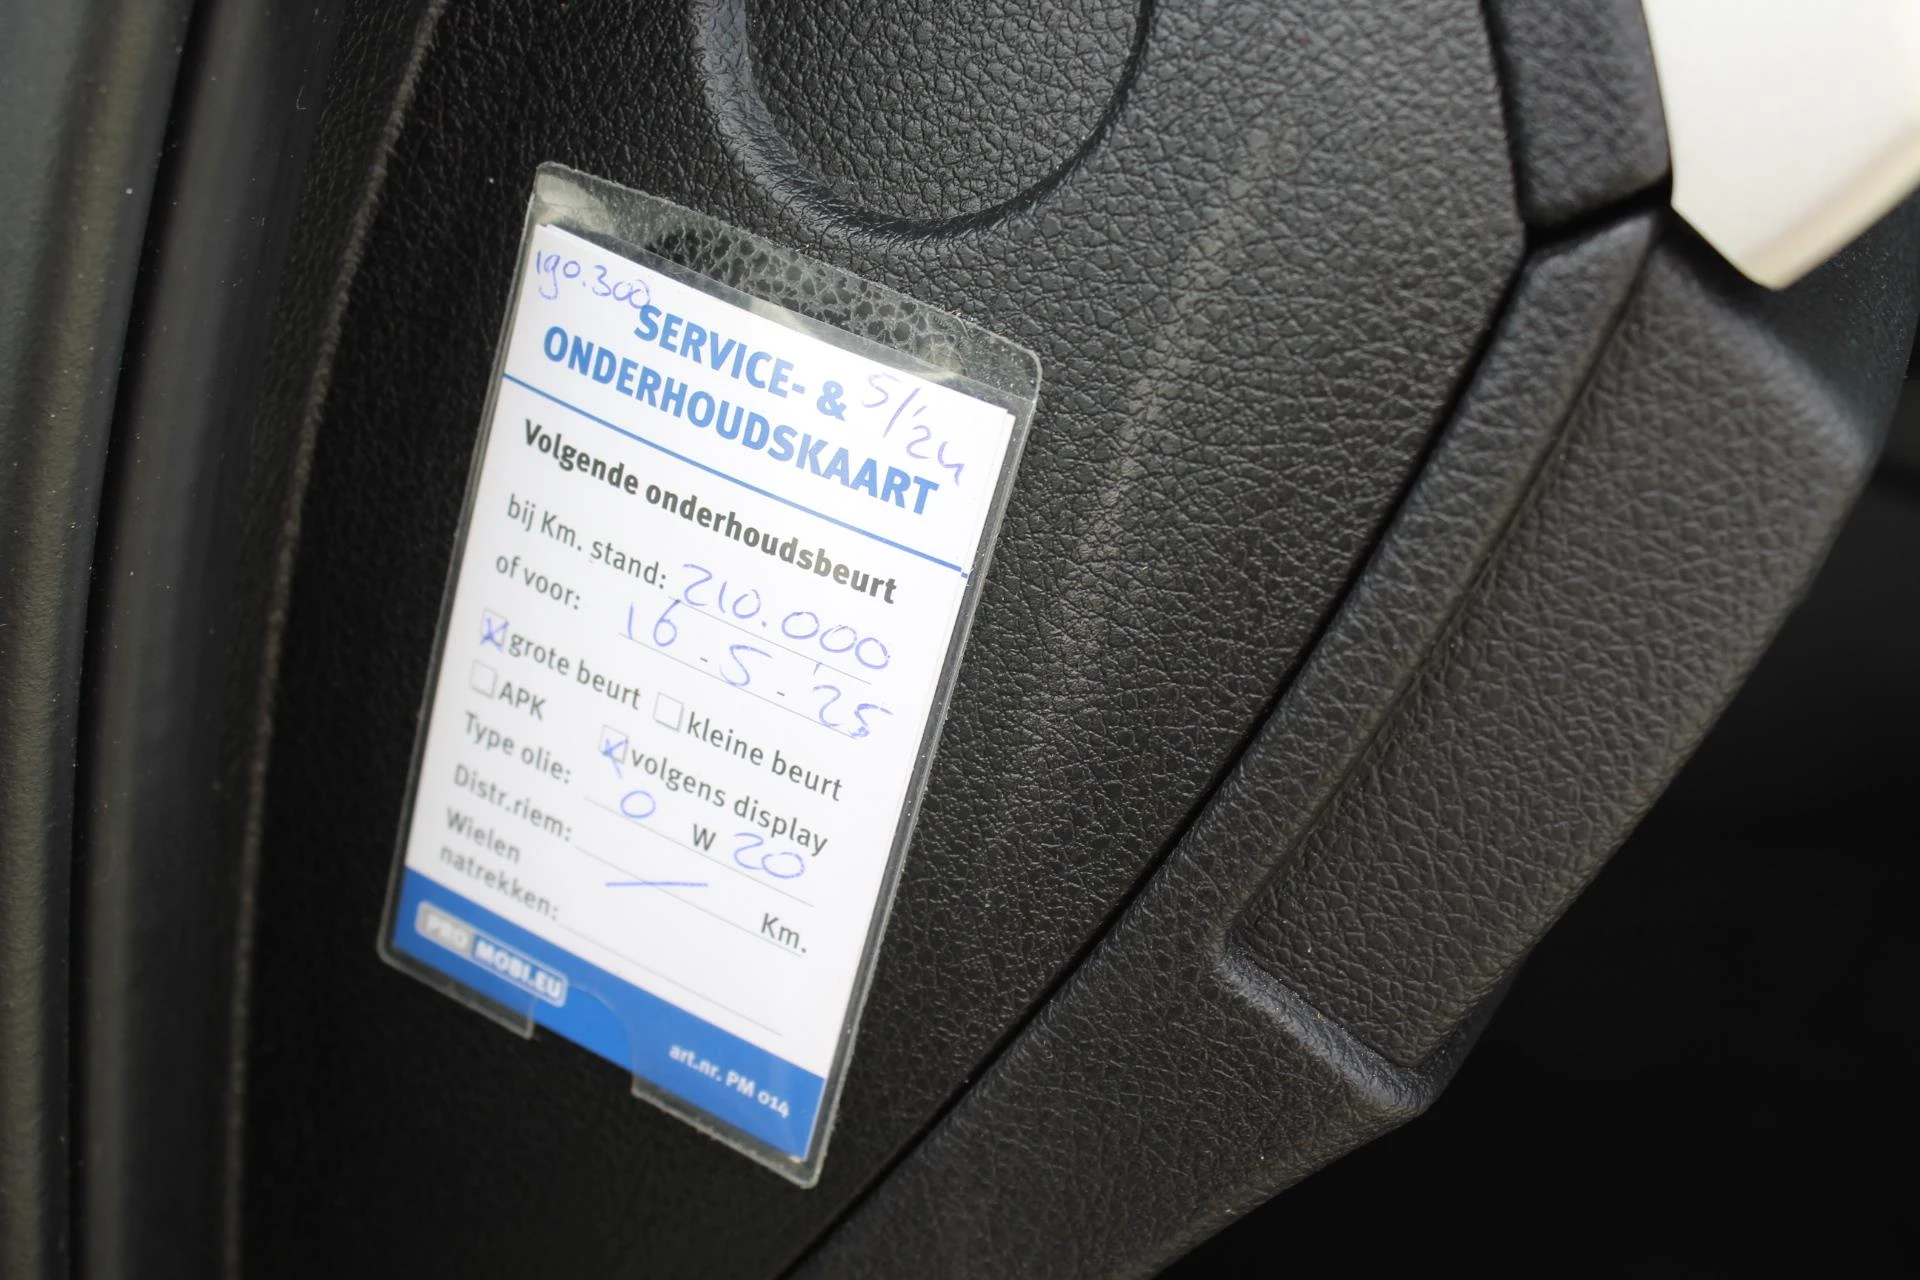 190.300
SERVICE- &
5/'24
ONDERHOUDSKAART
Volgende onderhoudsbeurt
bij Km. stand: 210.000
of voor: 16 - 5 - '25
grote beurt kleine beurt
APK volgens display
Type olie: 0 W 20
Distr.riem: — Km.
Wielen
natrekken:
PRO MOBI.EU
art.nr. PM 014